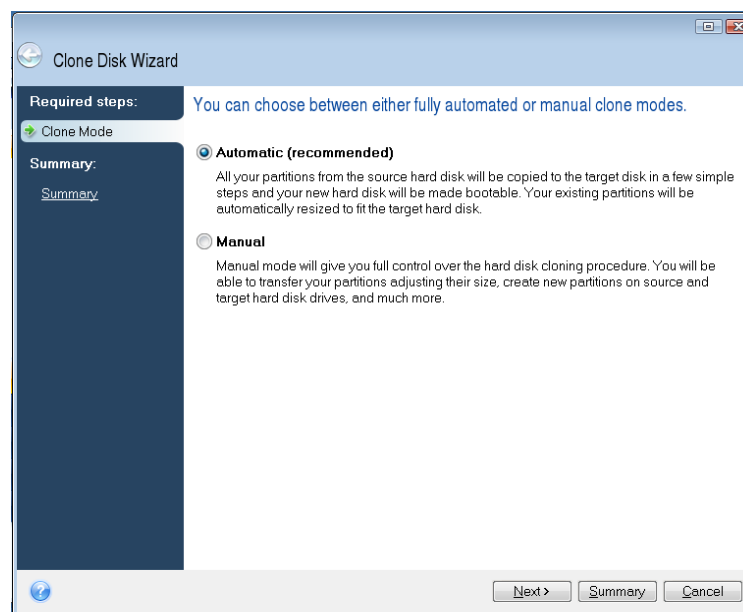 Clone Disk Wizard
Required steps:
Clone Mode
Summary:
Summary
You can choose between either fully automated or manual clone modes.
Automatic (recommended)
All your partitions from the source hard disk will be copied to the target disk in a few simple
steps and your new hard disk will be made bootable. Your existing partitions will be
automatically resized to fit the target hard disk.
Manual
Manual mode will give you full control over the hard disk cloning procedure. You will be
able to transfer your partitions adjusting their size, create new partitions on source and
target hard disk drives, and much more.
Next > Summary Cancel